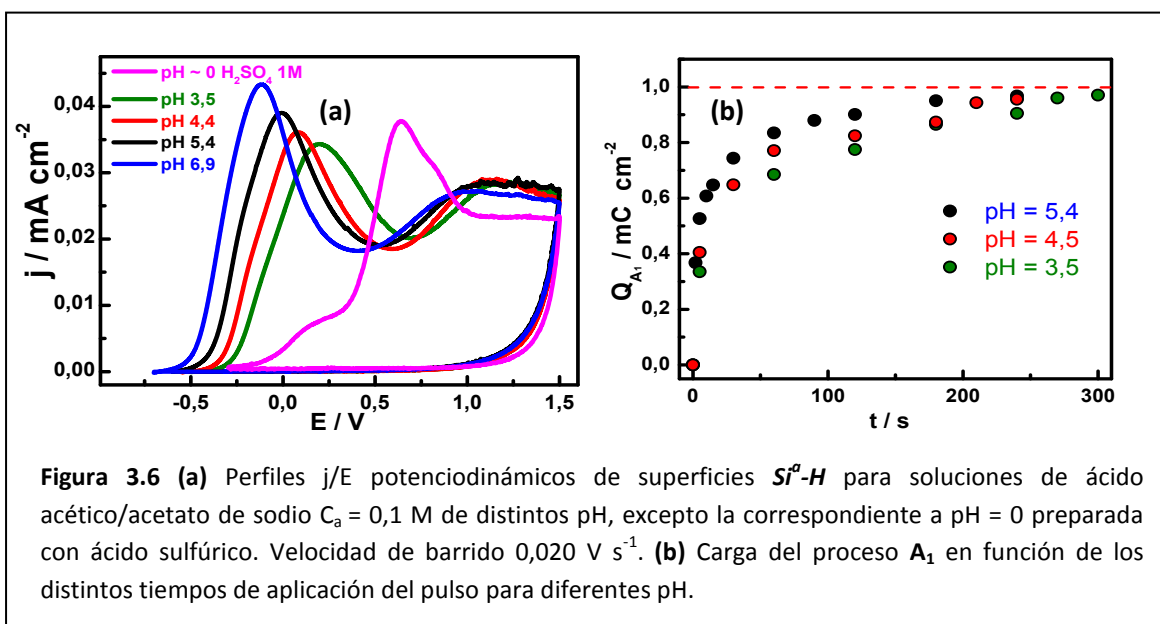 pH ~ 0 H₂SO₄ 1M
pH 3,5
pH 4,4
pH 5,4
pH 6,9
(a)
0,04
0,03
0,02
0,01
0,00
j / mA cm⁻²
-0,5 0,0 0,5 1,0 1,5
E / V
(b)
1,0
0,8
0,6
0,4
0,2
0,0
Q_A₁ / mC cm⁻²
pH = 5,4
pH = 4,5
pH = 3,5
0 100 200 300
t / s
Figura 3.6 (a) Perfiles j/E potenciodinámicos de superficies Siᵃ-H para soluciones de ácido
acético/acetato de sodio Cₐ = 0,1 M de distintos pH, excepto la correspondiente a pH = 0 preparada
con ácido sulfúrico. Velocidad de barrido 0,020 V s⁻¹. (b) Carga del proceso A₁ en función de los
distintos tiempos de aplicación del pulso para diferentes pH.